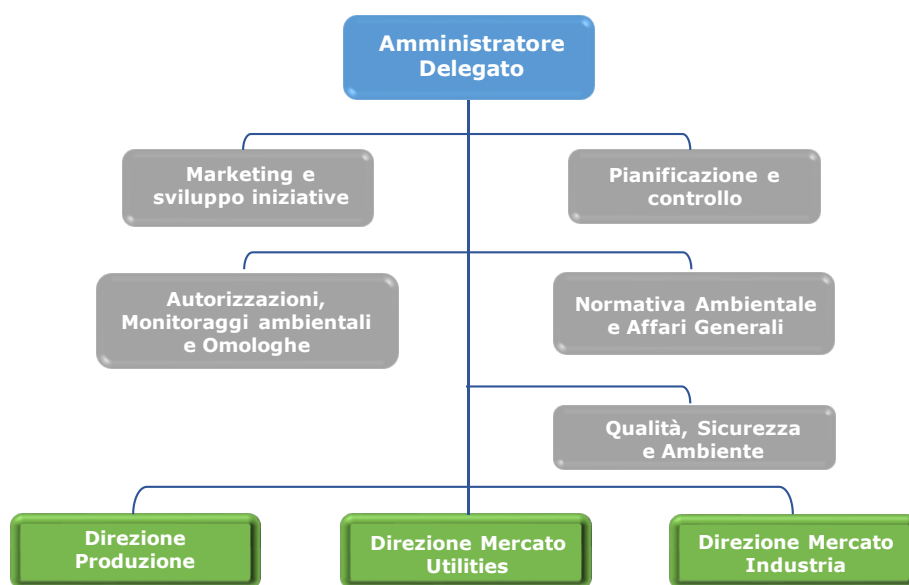 Amministratore
Delegato
Marketing e
sviluppo iniziative
Pianificazione e
controllo
Autorizzazioni,
Monitoraggi ambientali
e Omologhe
Normativa Ambientale
e Affari Generali
Qualità, Sicurezza
e Ambiente
Direzione
Produzione
Direzione Mercato
Utilities
Direzione Mercato
Industria